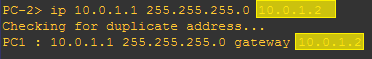 PC-2> ip 10.0.1.1 255.255.255.0 10.0.1.2
Checking for duplicate address...
PC1 : 10.0.1.1 255.255.255.0 gateway 10.0.1.2